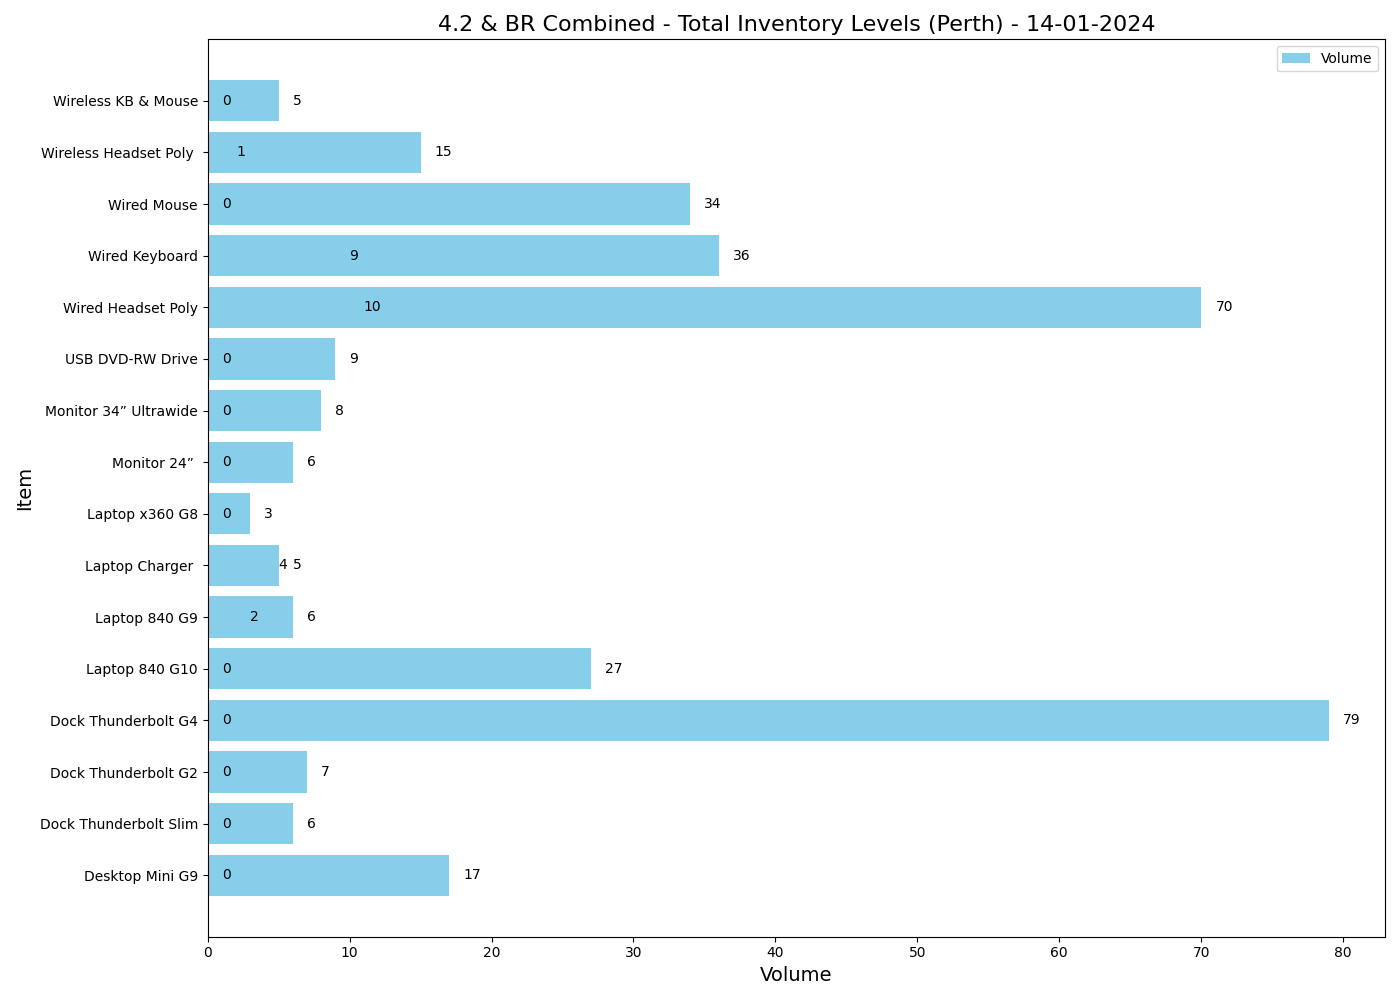 4.2 & BR Combined - Total Inventory Levels (Perth) - 14-01-2024
Volume
Wireless KB & Mouse 0 5
Wireless Headset Poly 1 15
Wired Mouse 0 34
Wired Keyboard 9 36
Wired Headset Poly 10 70
USB DVD-RW Drive 0 9
Monitor 34” Ultrawide 0 8
Monitor 24” 0 6
Laptop x360 G8 0 3
Laptop Charger 4 5
Laptop 840 G9 2 6
Laptop 840 G10 0 27
Dock Thunderbolt G4 0 79
Dock Thunderbolt G2 0 7
Dock Thunderbolt Slim 0 6
Desktop Mini G9 0 17
Item
0 10 20 30 40 50 60 70 80
Volume